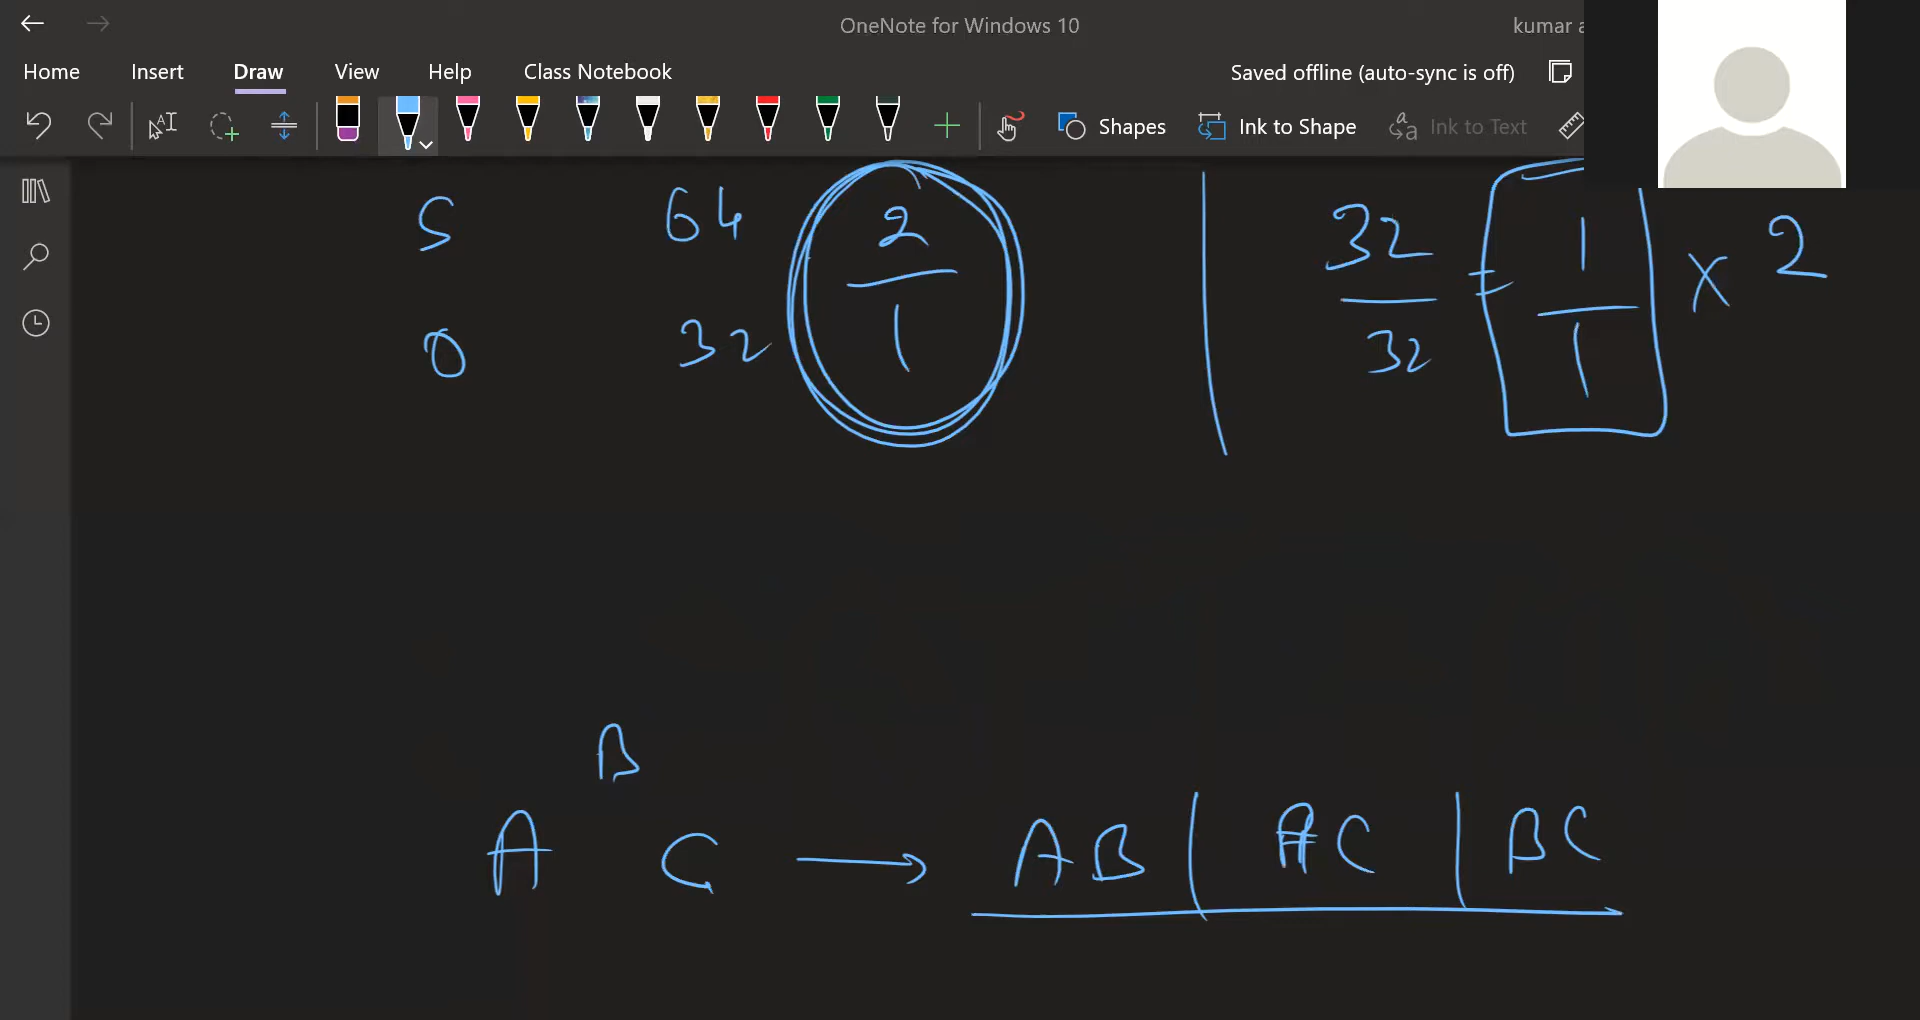 OneNote for Windows 10
kumar a
Home Insert Draw View Help Class Notebook
Saved offline (auto-sync is off)
Shapes Ink to Shape Ink to Text
S 64 2 32 = 1 × 2
O 32 1 32 1
B
A C → AB | AC | BC